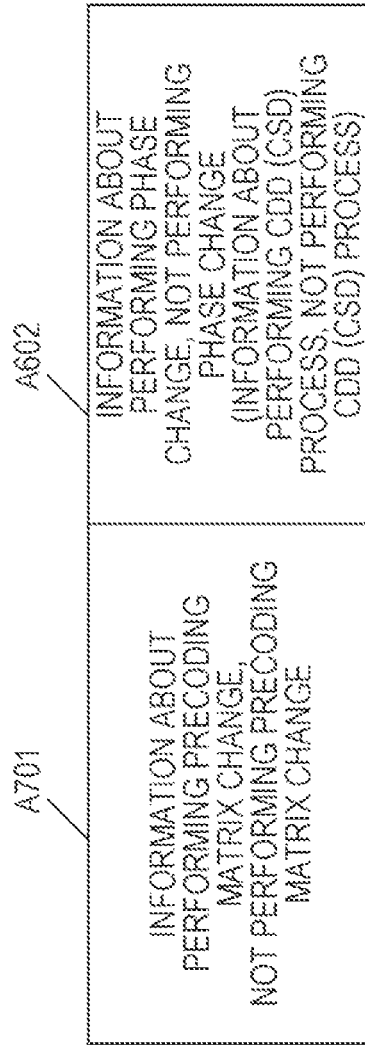 A701
INFORMATION ABOUT
PERFORMING PRECODING
MATRIX CHANGE,
NOT PERFORMING PRECODING
MATRIX CHANGE
A602
INFORMATION ABOUT
PERFORMING PHASE
CHANGE, NOT PERFORMING
PHASE CHANGE
(INFORMATION ABOUT
PERFORMING CDD (CSD)
PROCESS, NOT PERFORMING
CDD (CSD) PROCESS)